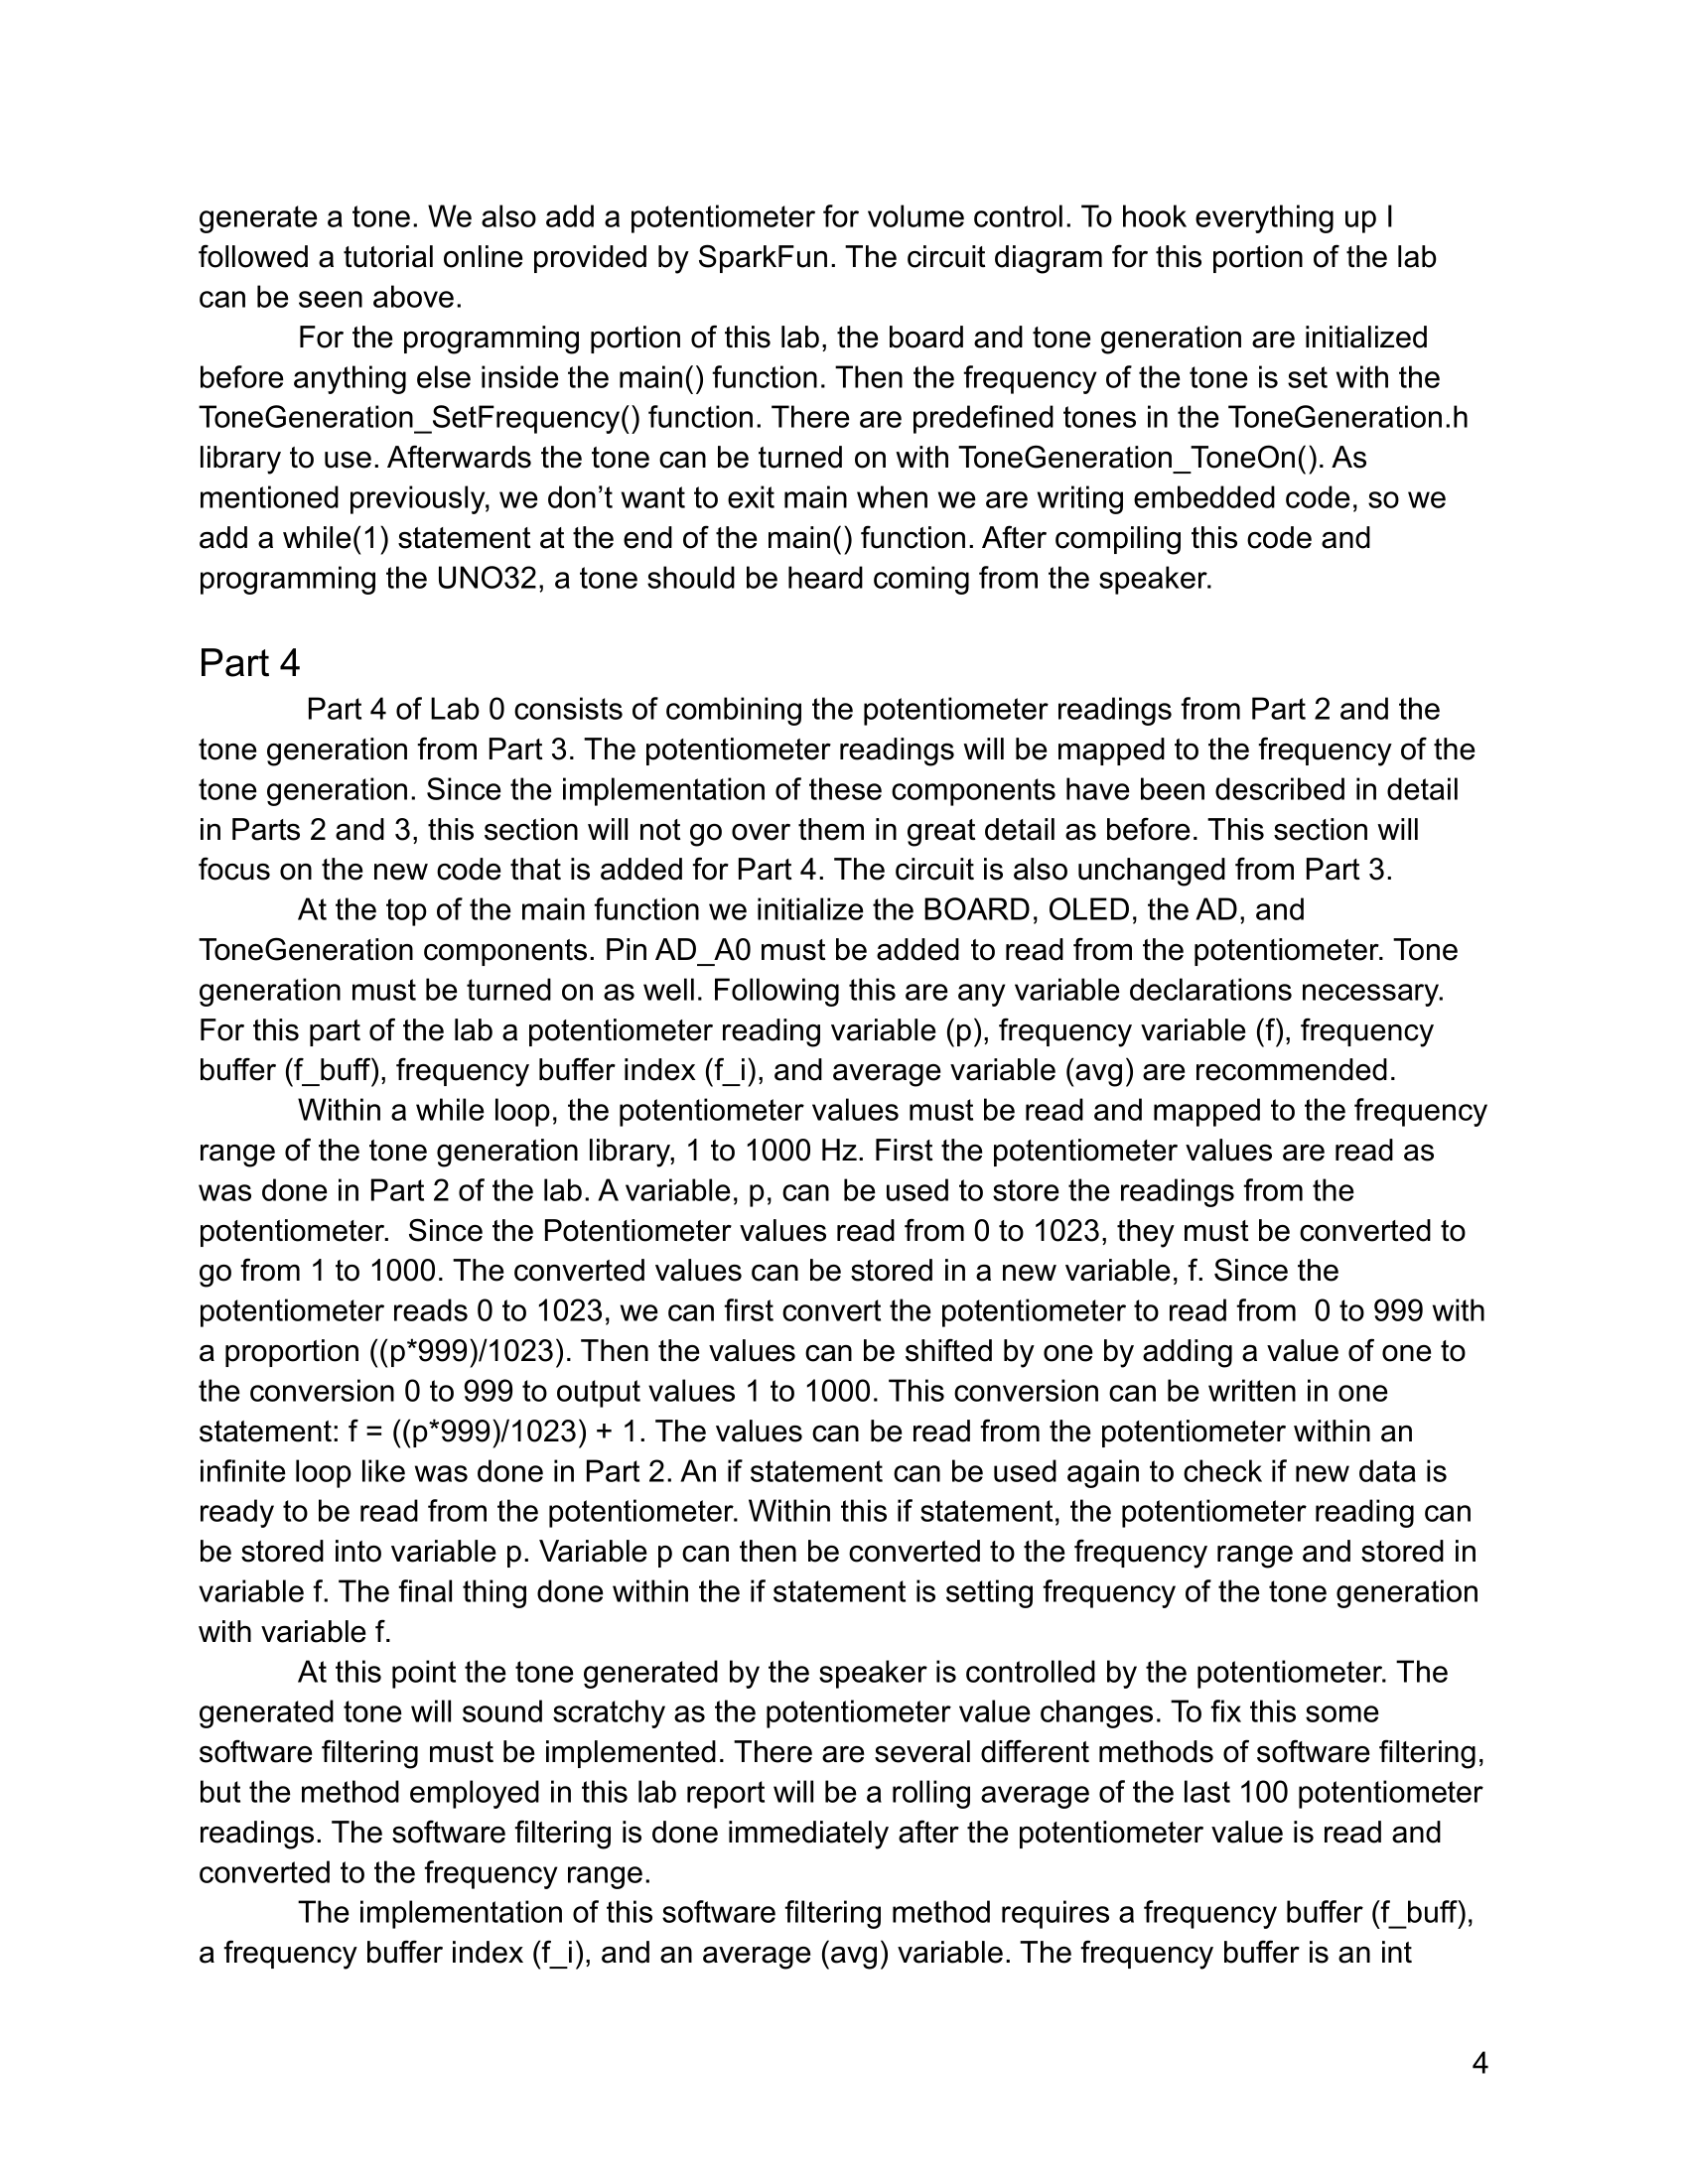 generate a tone. We also add a potentiometer for volume control. To hook everything up I
followed a tutorial online provided by SparkFun. The circuit diagram for this portion of the lab
can be seen above.
For the programming portion of this lab, the board and tone generation are initialized
before anything else inside the main() function. Then the frequency of the tone is set with the
ToneGeneration_SetFrequency() function. There are predefined tones in the ToneGeneration.h
library to use. Afterwards the tone can be turned on with ToneGeneration_ToneOn(). As
mentioned previously, we don’t want to exit main when we are writing embedded code, so we
add a while(1) statement at the end of the main() function. After compiling this code and
programming the UNO32, a tone should be heard coming from the speaker.
Part 4
Part 4 of Lab 0 consists of combining the potentiometer readings from Part 2 and the
tone generation from Part 3. The potentiometer readings will be mapped to the frequency of the
tone generation. Since the implementation of these components have been described in detail
in Parts 2 and 3, this section will not go over them in great detail as before. This section will
focus on the new code that is added for Part 4. The circuit is also unchanged from Part 3.
At the top of the main function we initialize the BOARD, OLED, the AD, and
ToneGeneration components. Pin AD_A0 must be added to read from the potentiometer. Tone
generation must be turned on as well. Following this are any variable declarations necessary.
For this part of the lab a potentiometer reading variable (p), frequency variable (f), frequency
buffer (f_buff), frequency buffer index (f_i), and average variable (avg) are recommended.
Within a while loop, the potentiometer values must be read and mapped to the frequency
range of the tone generation library, 1 to 1000 Hz. First the potentiometer values are read as
was done in Part 2 of the lab. A variable, p, can be used to store the readings from the
potentiometer.  Since the Potentiometer values read from 0 to 1023, they must be converted to
go from 1 to 1000. The converted values can be stored in a new variable, f. Since the
potentiometer reads 0 to 1023, we can first convert the potentiometer to read from  0 to 999 with
a proportion ((p*999)/1023). Then the values can be shifted by one by adding a value of one to
the conversion 0 to 999 to output values 1 to 1000. This conversion can be written in one
statement: f = ((p*999)/1023) + 1. The values can be read from the potentiometer within an
infinite loop like was done in Part 2. An if statement can be used again to check if new data is
ready to be read from the potentiometer. Within this if statement, the potentiometer reading can
be stored into variable p. Variable p can then be converted to the frequency range and stored in
variable f. The final thing done within the if statement is setting frequency of the tone generation
with variable f.
At this point the tone generated by the speaker is controlled by the potentiometer. The
generated tone will sound scratchy as the potentiometer value changes. To fix this some
software filtering must be implemented. There are several different methods of software filtering,
but the method employed in this lab report will be a rolling average of the last 100 potentiometer
readings. The software filtering is done immediately after the potentiometer value is read and
converted to the frequency range.
The implementation of this software filtering method requires a frequency buffer (f_buff),
a frequency buffer index (f_i), and an average (avg) variable. The frequency buffer is an int
4